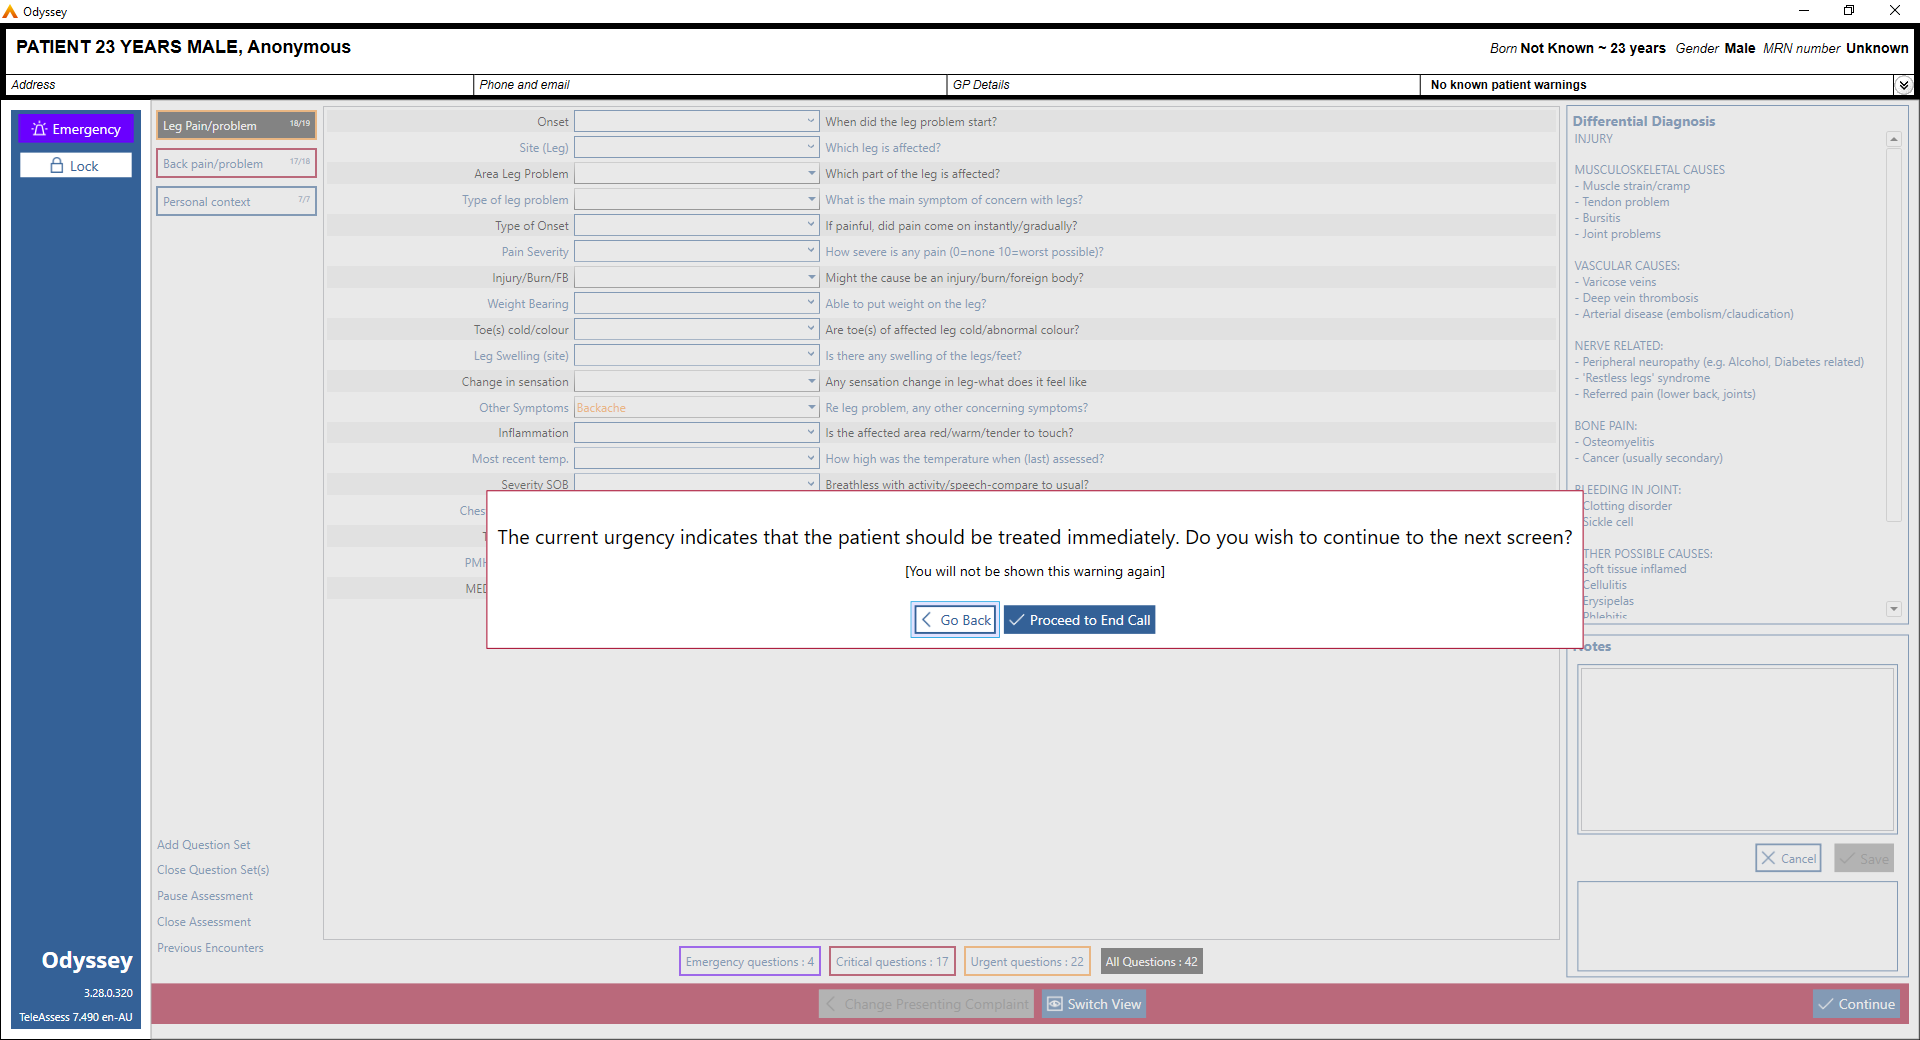 Odyssey
PATIENT 23 YEARS MALE, Anonymous
Born Not Known ~ 23 years Gender Male MRN number Unknown
Address
Phone and email
GP Details
No known patient warnings
Emergency
Lock
Odyssey
3.28.0.320
TeleAssess 7.490 en-AU
Leg Pain/problem 18/19
Back pain/problem 17/18
Personal context 7/7
Add Question Set
Close Question Set(s)
Pause Assessment
Close Assessment
Previous Encounters
Onset When did the leg problem start?
Site (Leg) Which leg is affected?
Area Leg Problem Which part of the leg is affected?
Type of leg problem What is the main symptom of concern with legs?
Type of Onset If painful, did pain come on instantly/gradually?
Pain Severity How severe is any pain (0=none 10=worst possible)?
Injury/Burn/FB Might the cause be an injury/burn/foreign body?
Weight Bearing Able to put weight on the leg?
Toe(s) cold/colour Are toe(s) of affected leg cold/abnormal colour?
Leg Swelling (site) Is there any swelling of the legs/feet?
Change in sensation Any sensation change in leg-what does it feel like
Other Symptoms Backache Re leg problem, any other concerning symptoms?
Inflammation Is the affected area red/warm/tender to touch?
Most recent temp. How high was the temperature when (last) assessed?
Severity SOB Breathless with activity/speech-compare to usual?
Ches
T
PMH
MED
The current urgency indicates that the patient should be treated immediately. Do you wish to continue to the next screen?
[You will not be shown this warning again]
Go Back
Proceed to End Call
Differential Diagnosis
INJURY
MUSCULOSKELETAL CAUSES
- Muscle strain/cramp
- Tendon problem
- Bursitis
- Joint problems
VASCULAR CAUSES:
- Varicose veins
- Deep vein thrombosis
- Arterial disease (embolism/claudication)
NERVE RELATED:
- Peripheral neuropathy (e.g. Alcohol, Diabetes related)
- 'Restless legs' syndrome
- Referred pain (lower back, joints)
BONE PAIN:
- Osteomyelitis
- Cancer (usually secondary)
BLEEDING IN JOINT:
Clotting disorder
Sickle cell
THER POSSIBLE CAUSES:
Soft tissue inflamed
Cellulitis
Erysipelas
Phlebitis
Notes
Cancel
Save
Emergency questions : 4
Critical questions : 17
Urgent questions : 22
All Questions : 42
Change Presenting Complaint
Switch View
Continue